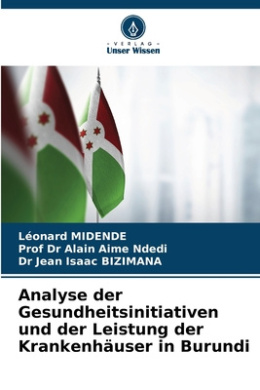 VERLAG
Unser Wissen
Léonard MIDENDE
Prof Dr Alain Aime Ndedi
Dr Jean Isaac BIZIMANA
Analyse der
Gesundheitsinitiativen
und der Leistung der
Krankenhäuser in Burundi